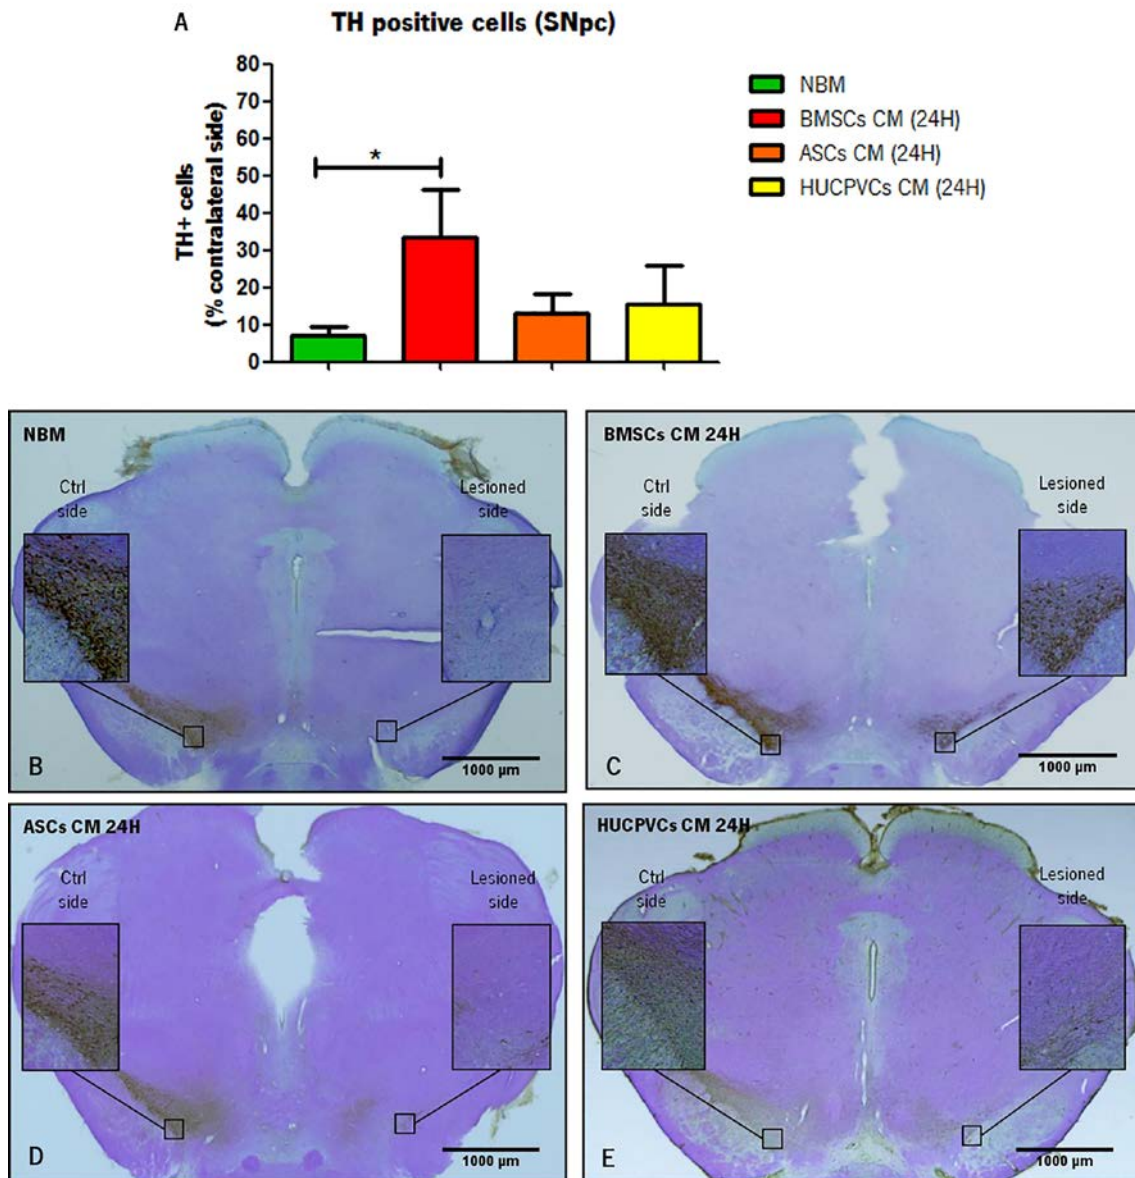 A
TH positive cells (SNpc)
TH+ cells
(% contralateral side)
80
70
60
50
40
30
20
10
0
*
NBM
BMSCs CM (24H)
ASCs CM (24H)
HUCPVCs CM (24H)
NBM
Ctrl
side
Lesioned
side
B
1000 µm
BMSCs CM 24H
Ctrl
side
Lesioned
side
C
1000 µm
ASCs CM 24H
Ctrl
side
Lesioned
side
D
1000 µm
HUCPVCs CM 24H
Ctrl
side
Lesioned
side
E
1000 µm